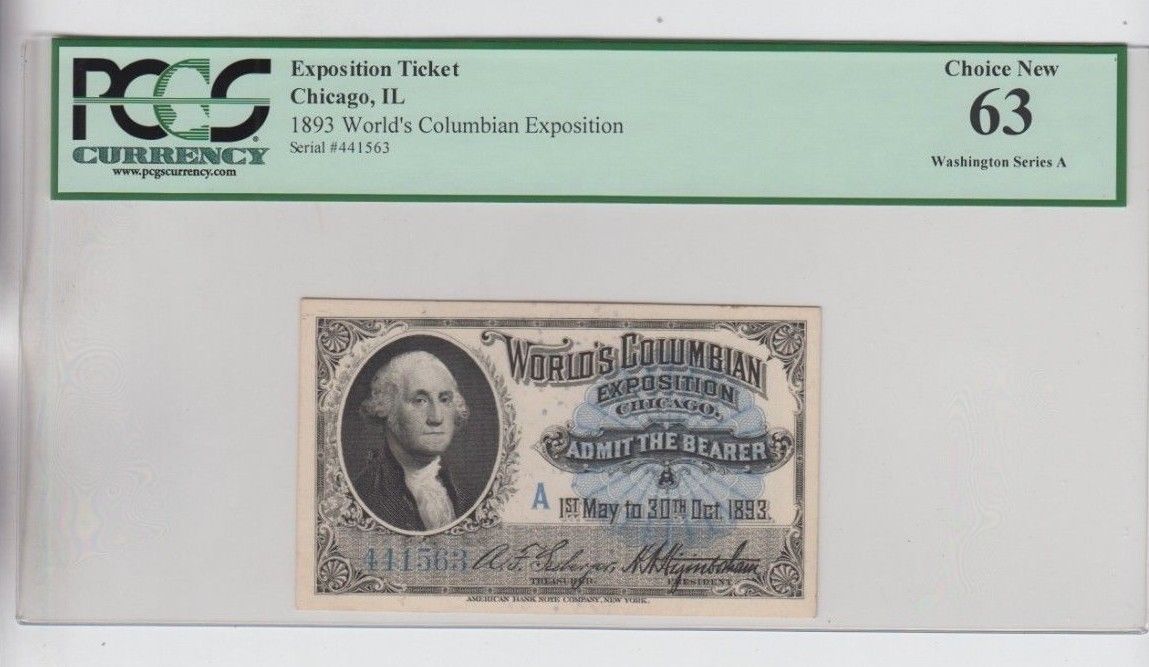 PCGS
CURRENCY
www.pcgscurrency.com
Exposition Ticket
Chicago, IL
1893 World's Columbian Exposition
Serial #441563
Choice New
63
Washington Series A
WORLD'S COLUMBIAN
EXPOSITION
CHICAGO.
ADMIT THE BEARER
A
A 1ST May to 30TH Oct. 1893.
441563
TREASURER. PRESIDENT
AMERICAN BANK NOTE COMPANY, NEW YORK.